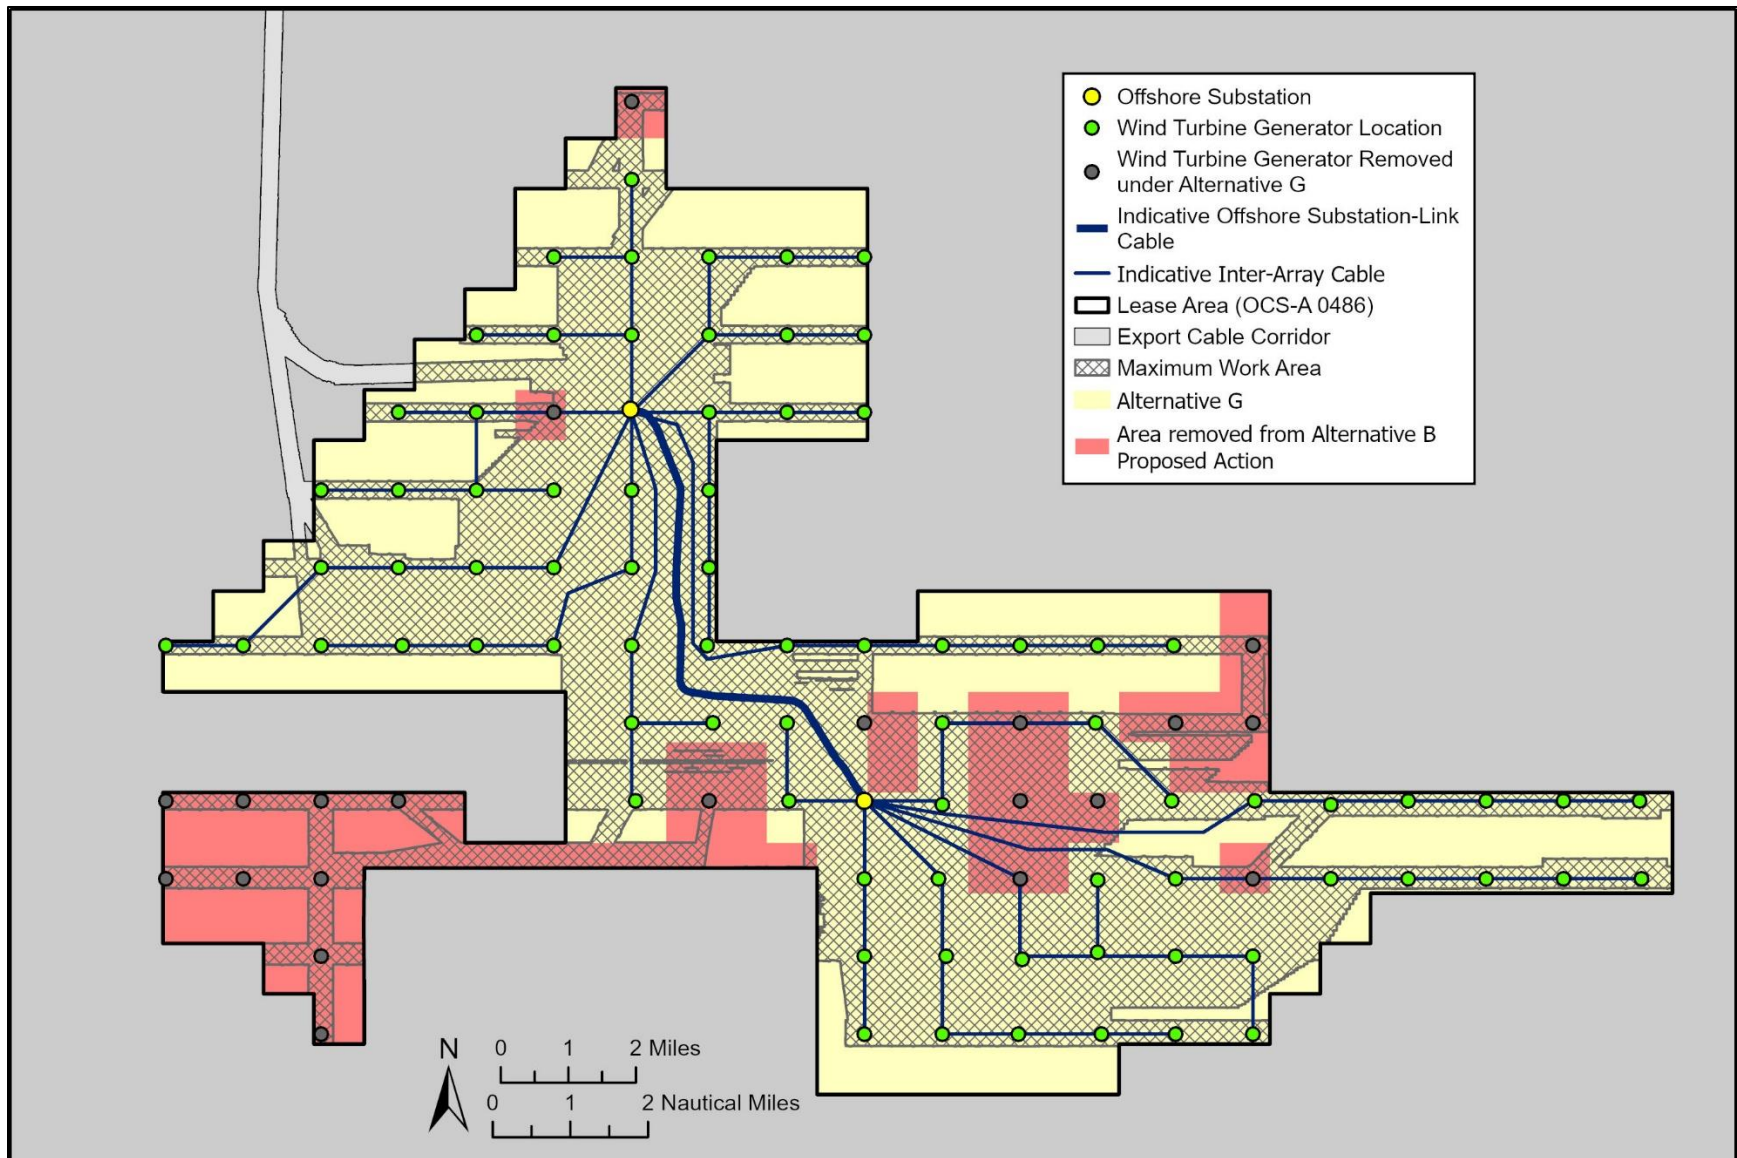 Offshore Substation
Wind Turbine Generator Location
Wind Turbine Generator Removed
under Alternative G
Indicative Offshore Substation-Link
Cable
Indicative Inter-Array Cable
Lease Area (OCS-A 0486)
Export Cable Corridor
Maximum Work Area
Alternative G
Area removed from Alternative B
Proposed Action
N
0 1 2 Miles
0 1 2 Nautical Miles